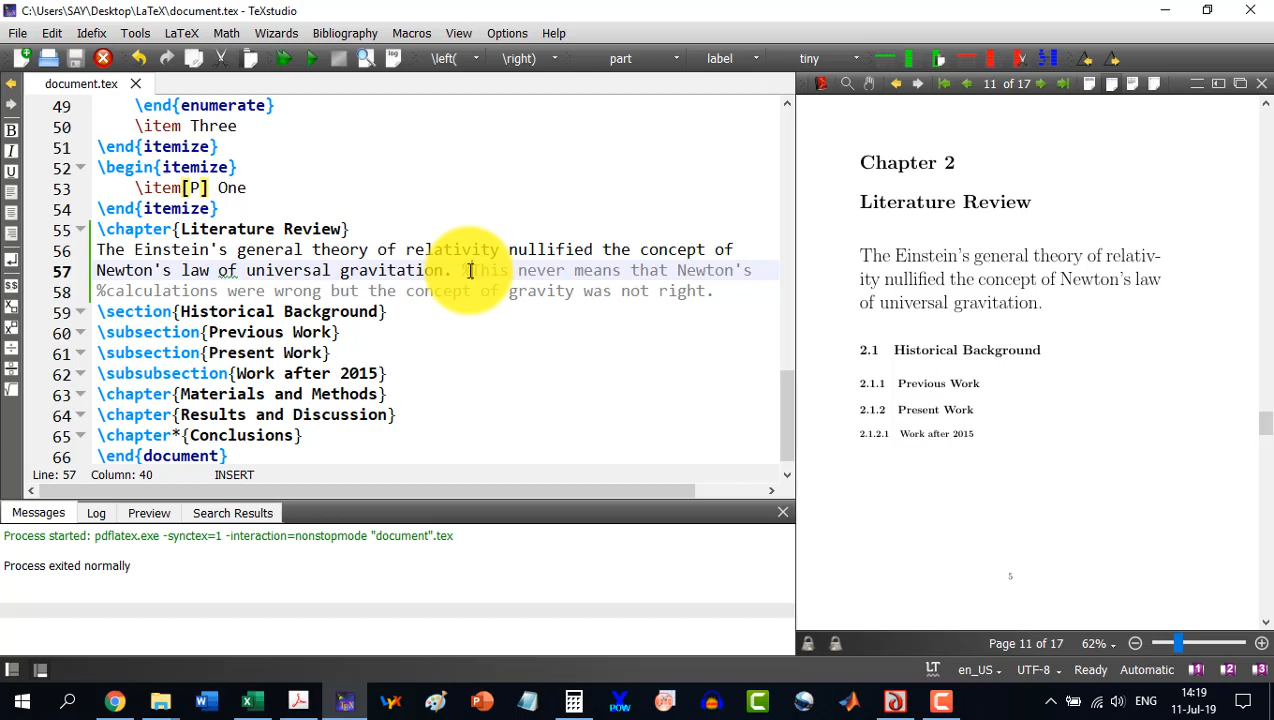 C:\Users\SAY\Desktop\LaTeX\document.tex - TeXstudio
File Edit Idefix Tools LaTeX Math Wizards Bibliography Macros View Options Help
\left( \right) part label tiny
document.tex
11 of 17
49 \end{enumerate}
50 \item Three
51 \end{itemize}
52 \begin{itemize}
53 \item[P] One
54 \end{itemize}
55 \chapter{Literature Review}
56 The Einstein's general theory of relativity nullified the concept of
57 Newton's law of universal gravitation. %This never means that Newton's
58 %calculations were wrong but the concept of gravity was not right.
59 \section{Historical Background}
60 \subsection{Previous Work}
61 \subsection{Present Work}
62 \subsubsection{Work after 2015}
63 \chapter{Materials and Methods}
64 \chapter{Results and Discussion}
65 \chapter*{Conclusions}
66 \end{document}
Line: 57 Column: 40 INSERT
Messages Log Preview Search Results
Process started: pdflatex.exe -synctex=1 -interaction=nonstopmode "document".tex
Process exited normally
Chapter 2
Literature Review
The Einstein's general theory of relativ-
ity nullified the concept of Newton's law
of universal gravitation.
2.1 Historical Background
2.1.1 Previous Work
2.1.2 Present Work
2.1.2.1 Work after 2015
5
Page 11 of 17 62%
LT en_US UTF-8 Ready Automatic 1 2 3
POW
ENG
14:19
11-Jul-19